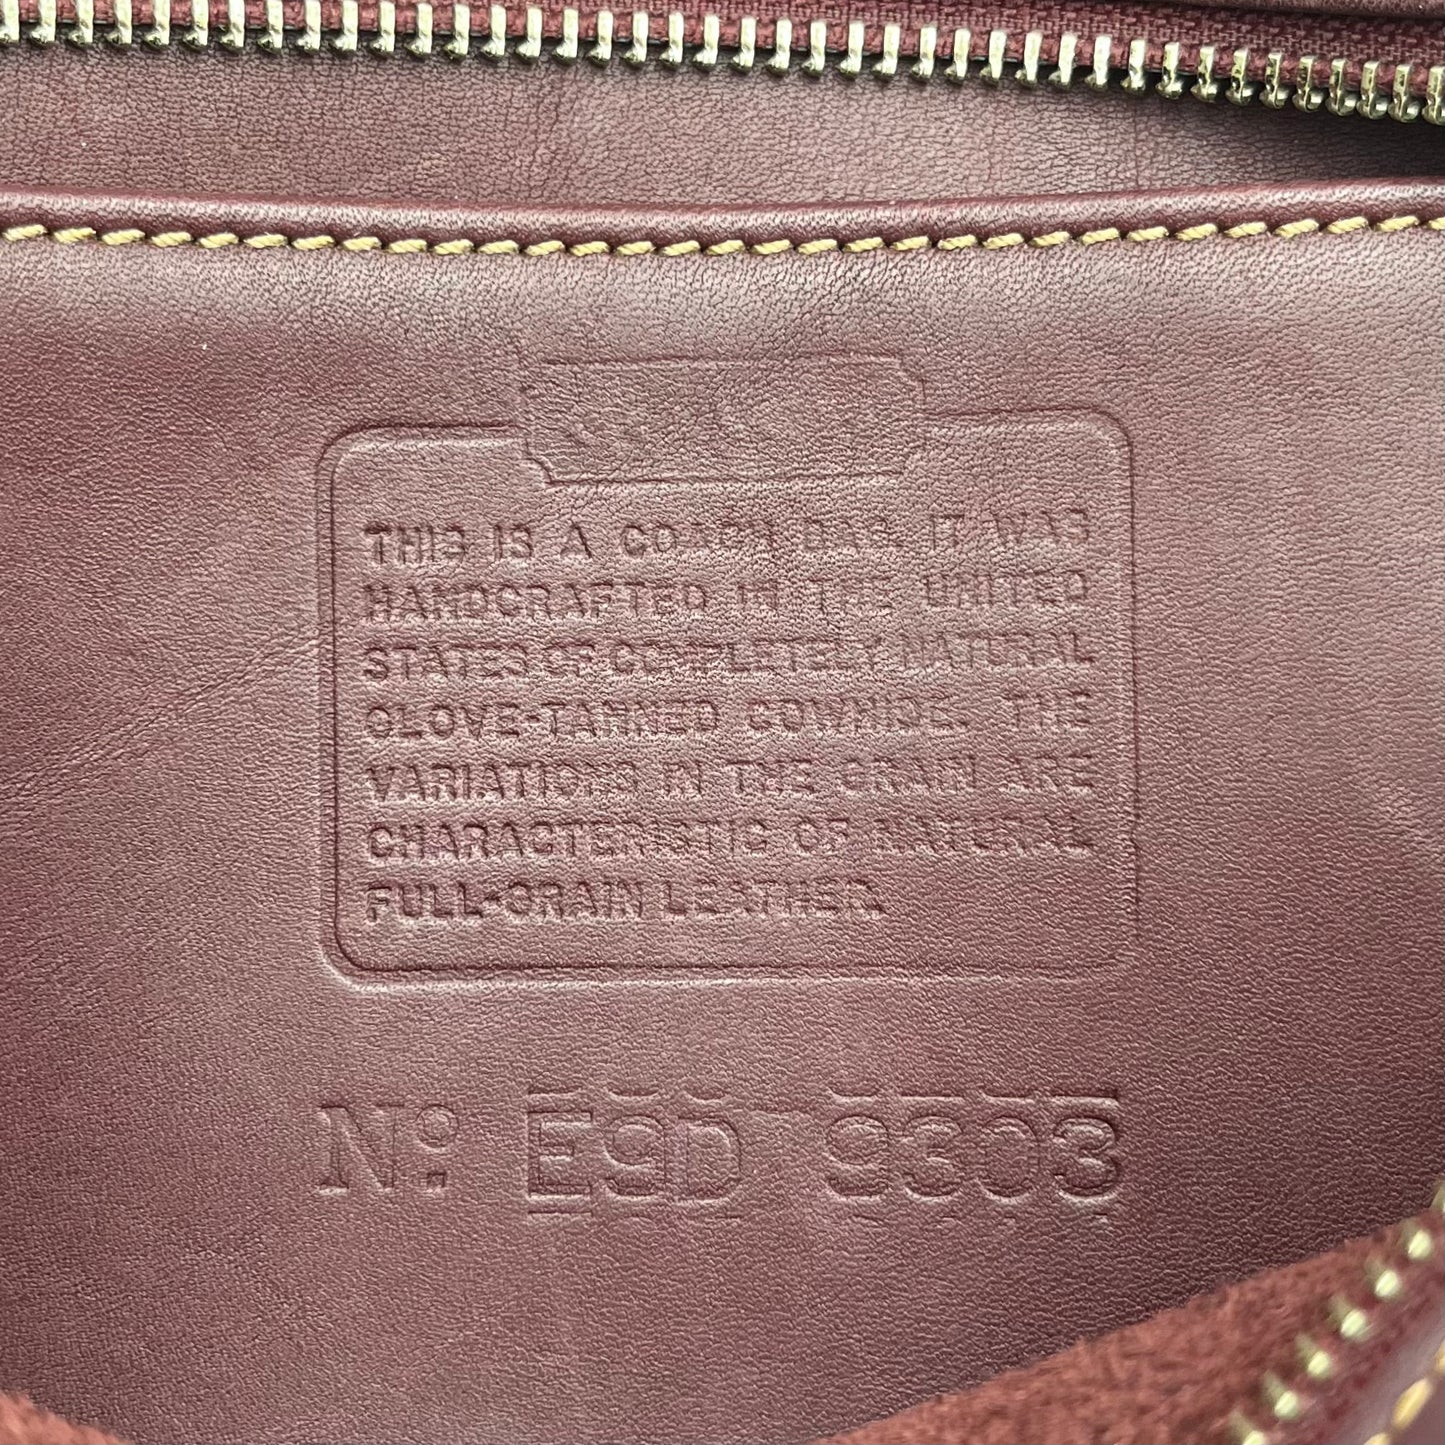 THIS IS A COACH BAG. IT WAS
HANDCRAFTED IN THE UNITED
STATES OF COMPLETELY NATURAL
GLOVE-TANNED COWHIDE. THE
VARIATIONS IN THE GRAIN ARE
CHARACTERISTIC OF NATURAL
FULL-GRAIN LEATHER.
No. E9D 9303